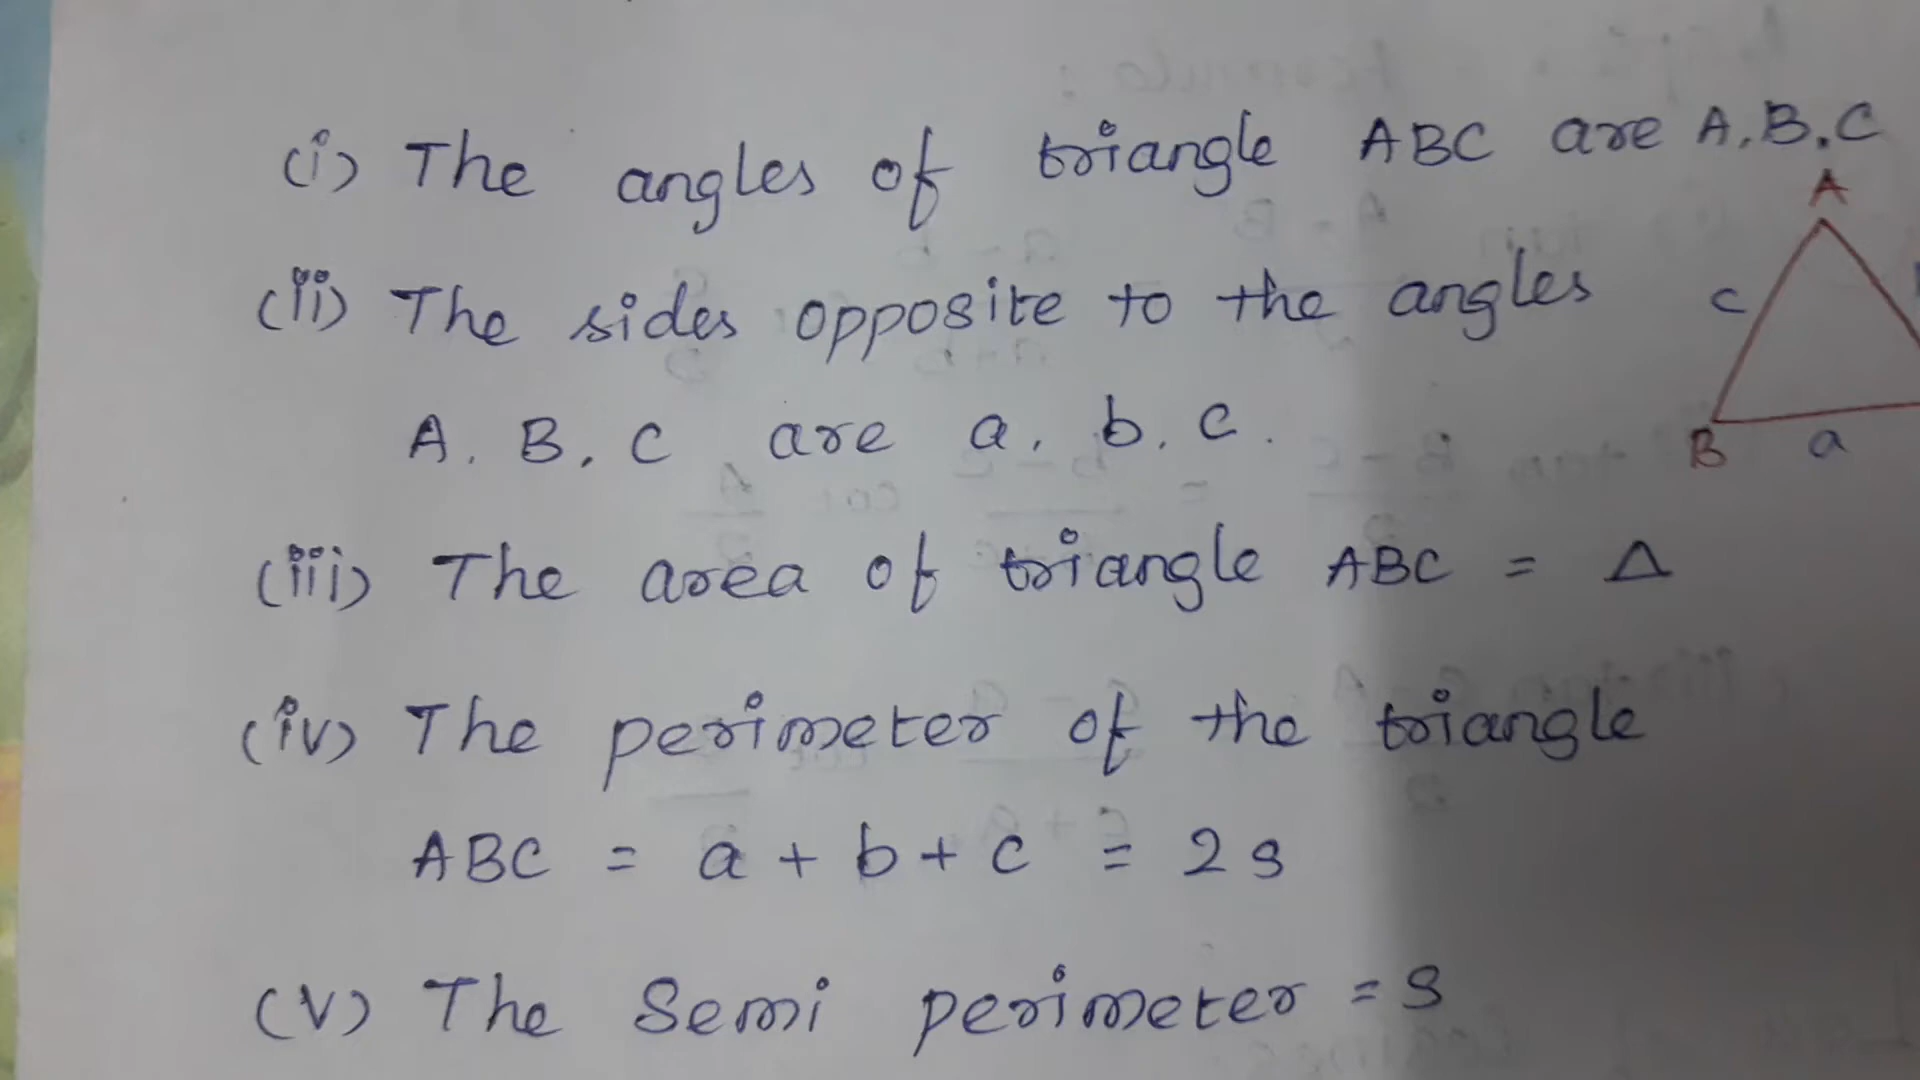 (i) The angles of triangle ABC are A, B, C
A
(ii) The sides opposite to the angles
c
A, B, C are a, b, c.
B a
(iii) The area of triangle ABC = Δ
(iv) The perimeter of the triangle
ABC = a + b + c = 2s
(v) The Semi perimeter = s